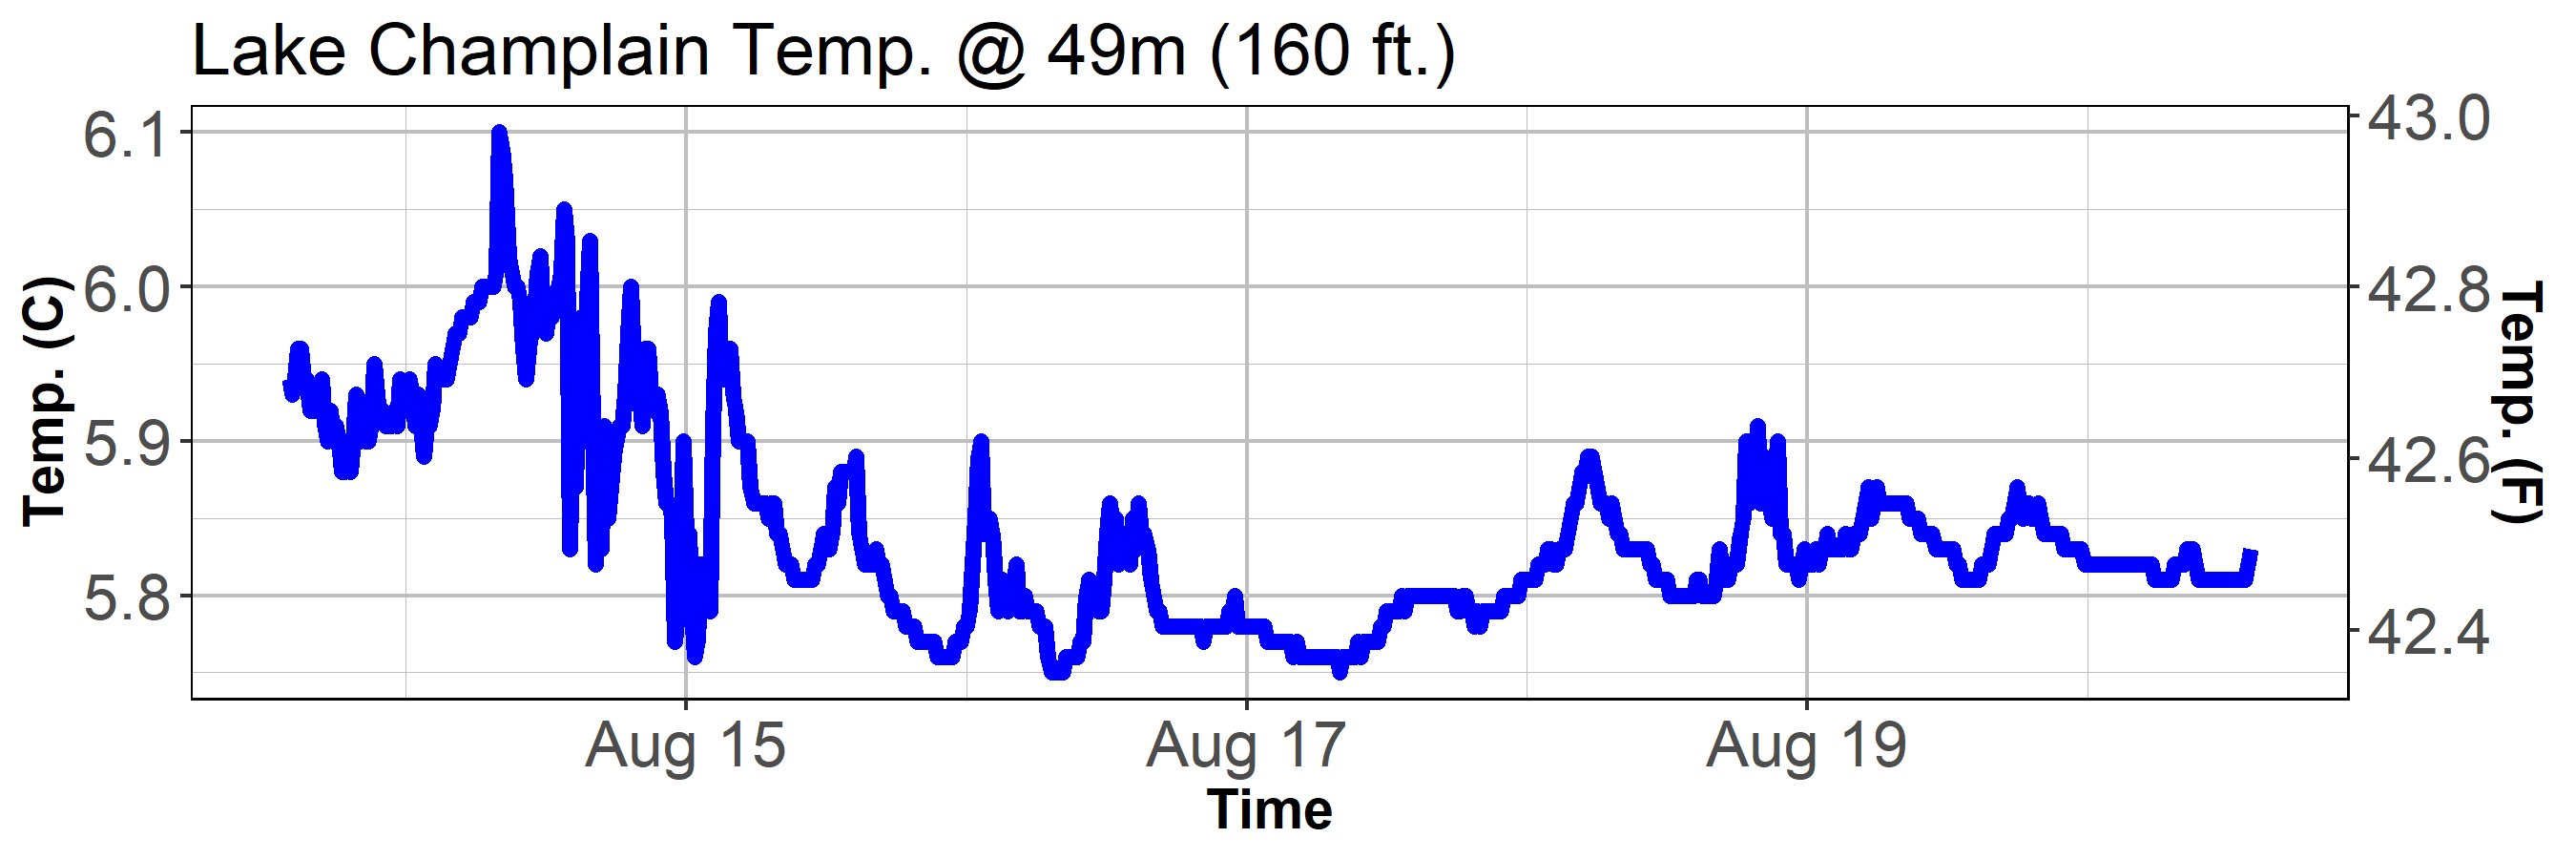 Lake Champlain Temp. @ 49m (160 ft.)
6.1
6.0
5.9
5.8
Temp. (C)
43.0
42.8
42.6
42.4
Temp. (F)
Aug 15
Aug 17
Aug 19
Time